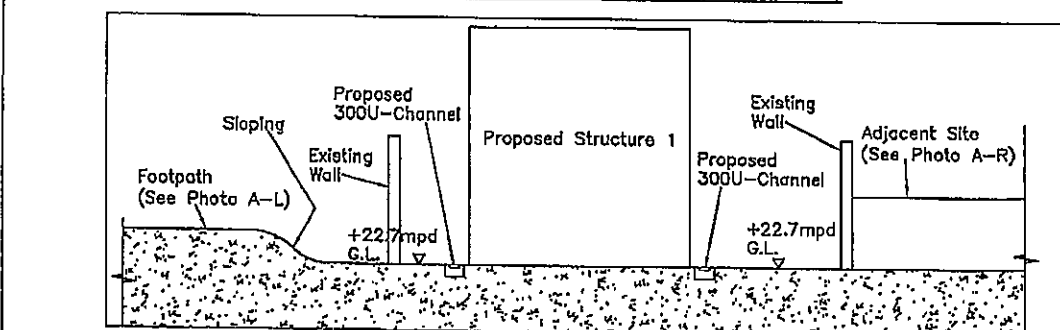 Proposed
300U-Channel
Sloping
Existing
Wall
Footpath
(See Photo A-L)
+22.7mpd
G.L.
Proposed Structure 1
Existing
Wall
Adjacent Site
(See Photo A-R)
Proposed
300U-Channel
+22.7mpd
G.L.